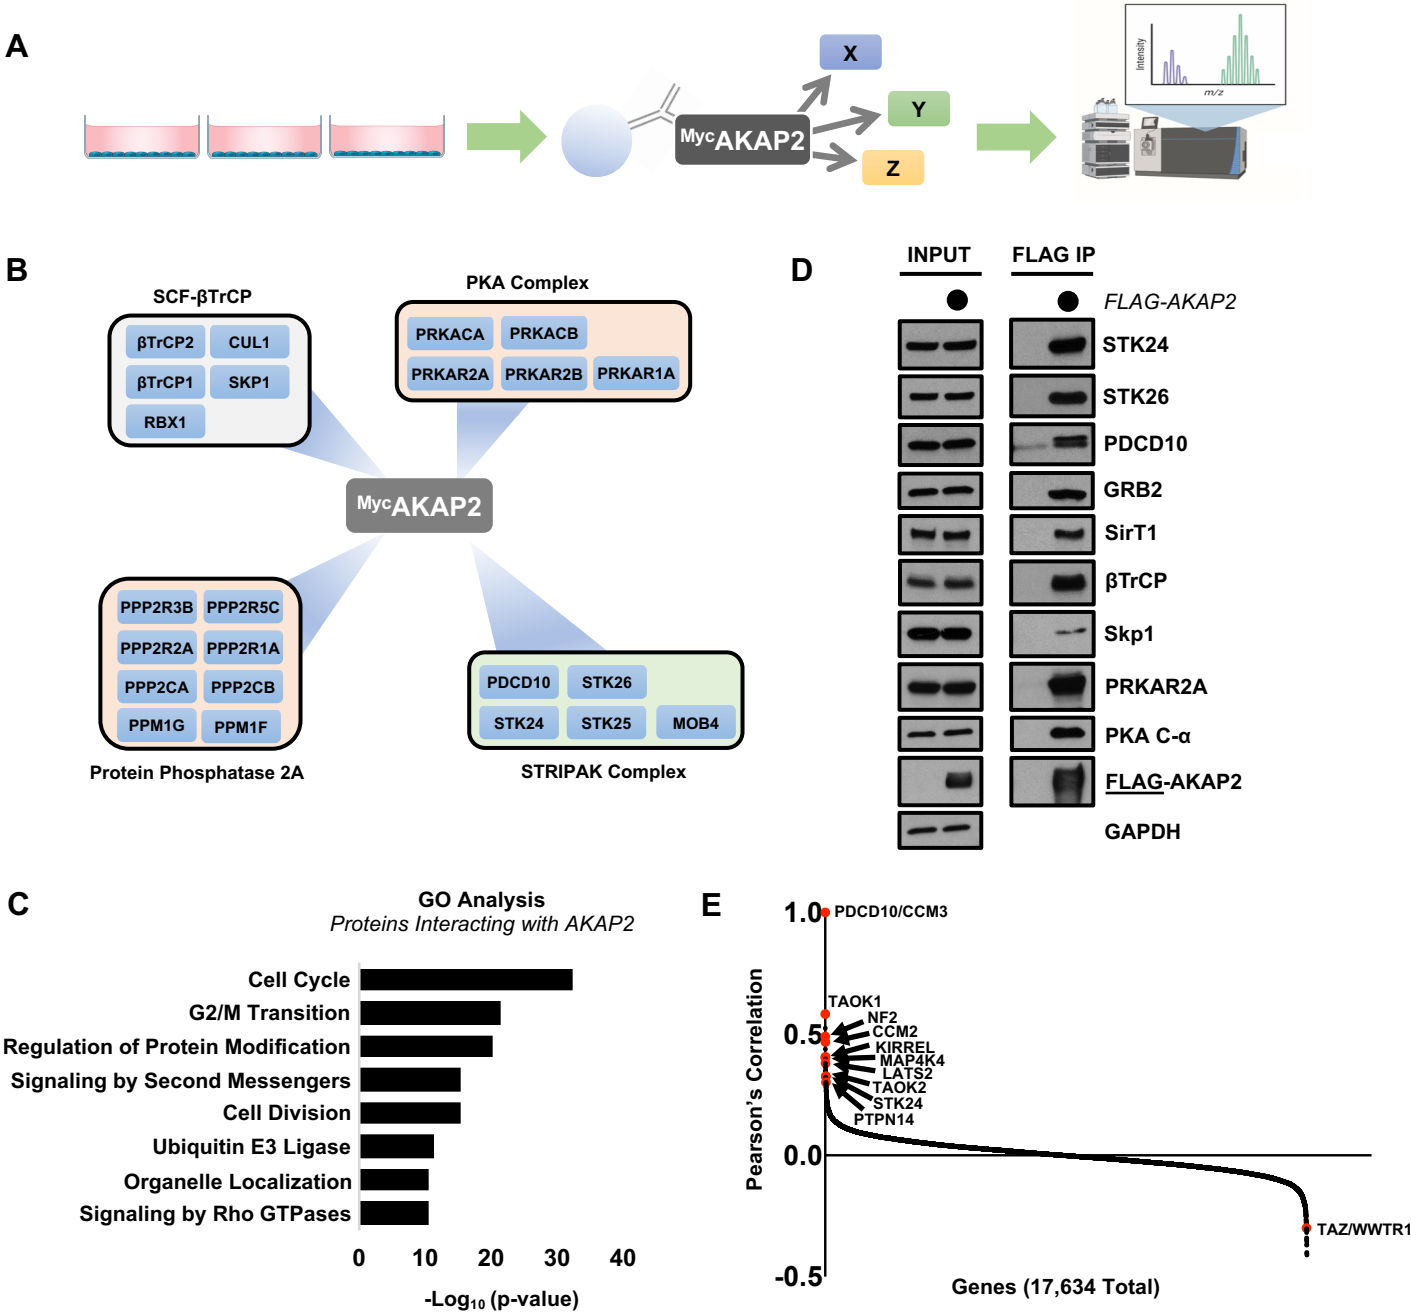 A
X
Y
Z
MycAKAP2
Intensity
m/z
B
SCF-βTrCP
βTrCP2
CUL1
βTrCP1
SKP1
RBX1
PKA Complex
PRKACA
PRKACB
PRKAR2A
PRKAR2B
PRKAR1A
MycAKAP2
PPP2R3B
PPP2R5C
PPP2R2A
PPP2R1A
PPP2CA
PPP2CB
PPM1G
PPM1F
Protein Phosphatase 2A
PDCD10
STK26
STK24
STK25
MOB4
STRIPAK Complex
D
INPUT
FLAG IP
FLAG-AKAP2
STK24
STK26
PDCD10
GRB2
SirT1
βTrCP
Skp1
PRKAR2A
PKA C-α
FLAG-AKAP2
GAPDH
C
GO Analysis
Proteins Interacting with AKAP2
Cell Cycle
G2/M Transition
Regulation of Protein Modification
Signaling by Second Messengers
Cell Division
Ubiquitin E3 Ligase
Organelle Localization
Signaling by Rho GTPases
0 10 20 30 40
-Log10 (p-value)
E
Pearson's Correlation
1.0
0.5
0.0
-0.5
PDCD10/CCM3
TAOK1
NF2
CCM2
KIRREL
MAP4K4
LATS2
TAOK2
STK24
PTPN14
TAZ/WWTR1
Genes (17,634 Total)